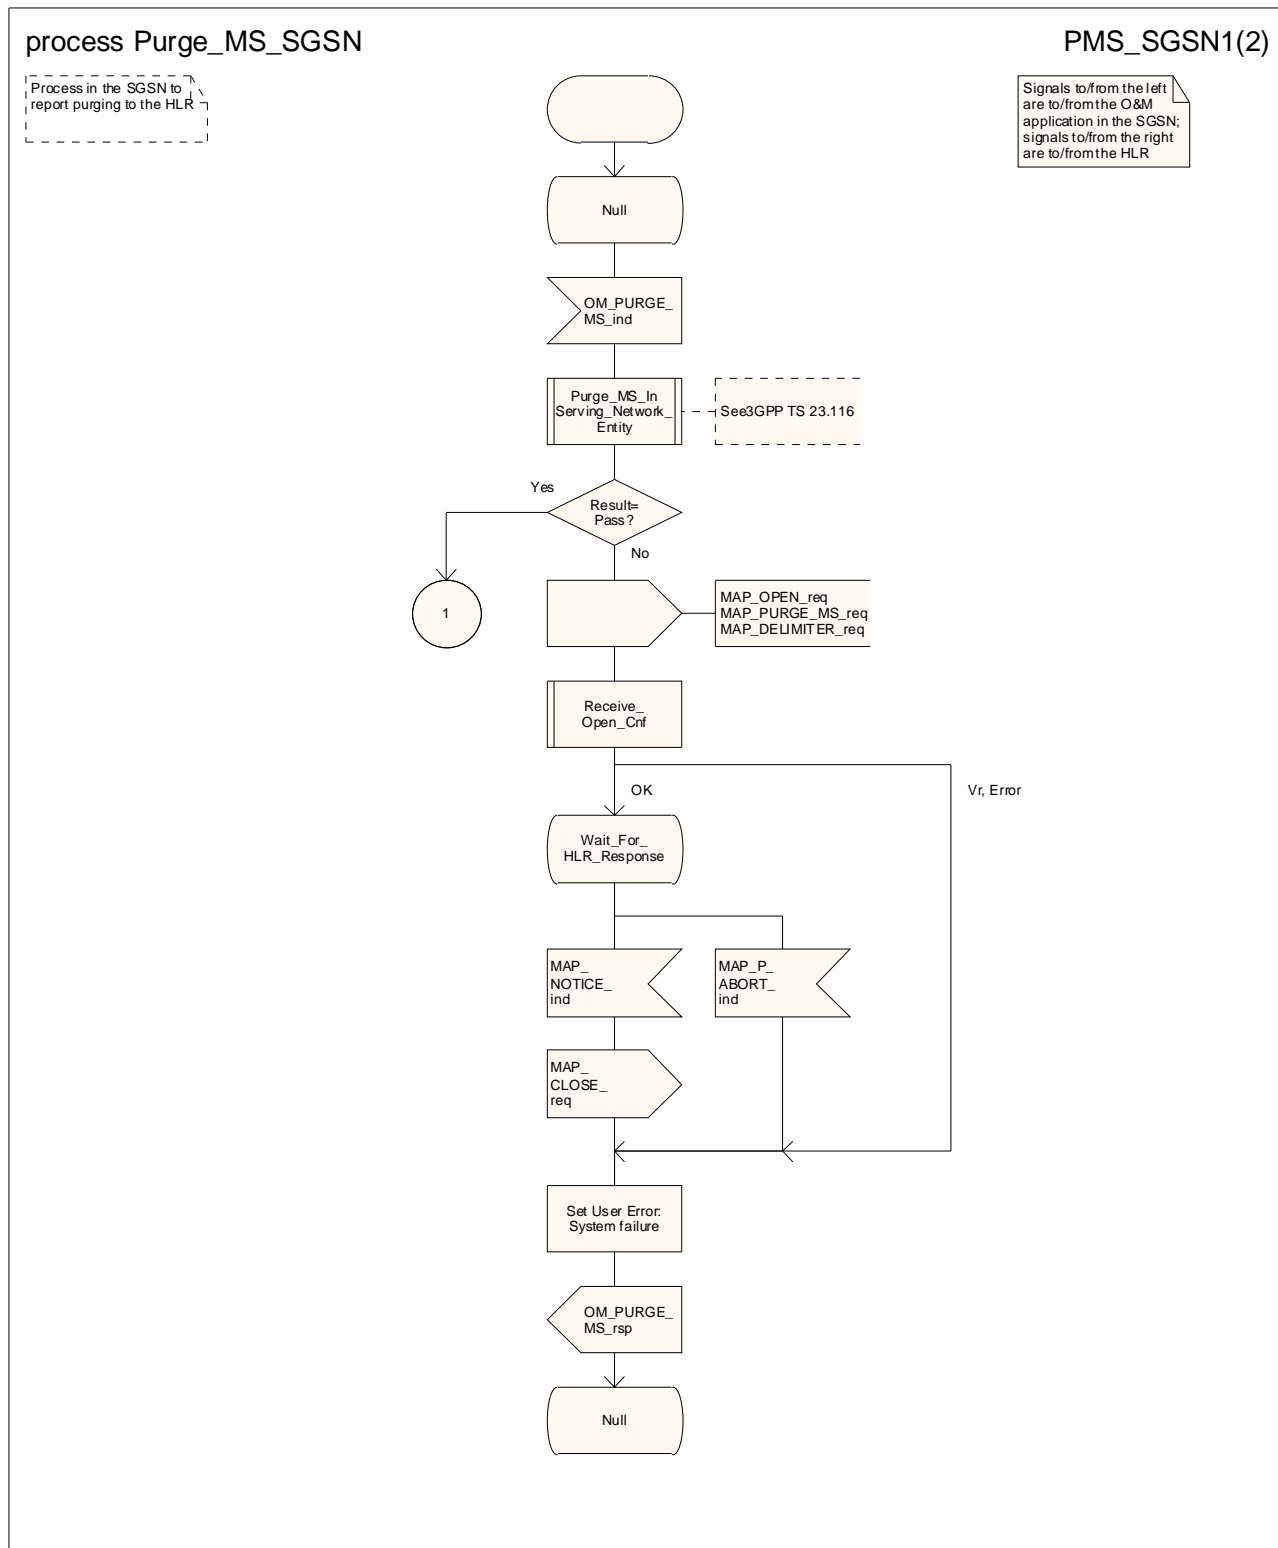 process Purge_MS_SGSN
PMS_SGSN1(2)
Process in the SGSN to
report purging to the HLR
Signals to/from the left
are to/from the O&M
application in the SGSN;
signals to/from the right
are to/from the HLR
Null
OM_PURGE_
MS_ind
Purge_MS_In
Serving_Network_
Entity
See3GPP TS 23.116
Yes
Result=
Pass?
No
1
MAP_OPEN_req
MAP_PURGE_MS_req
MAP_DELIMITER_req
Receive_
Open_Cnf
OK
Vr, Error
Wait_For_
HLR_Response
MAP_
NOTICE_
ind
MAP_P_
ABORT_
ind
MAP_
CLOSE_
req
Set User Error:
System failure
OM_PURGE_
MS_rsp
Null